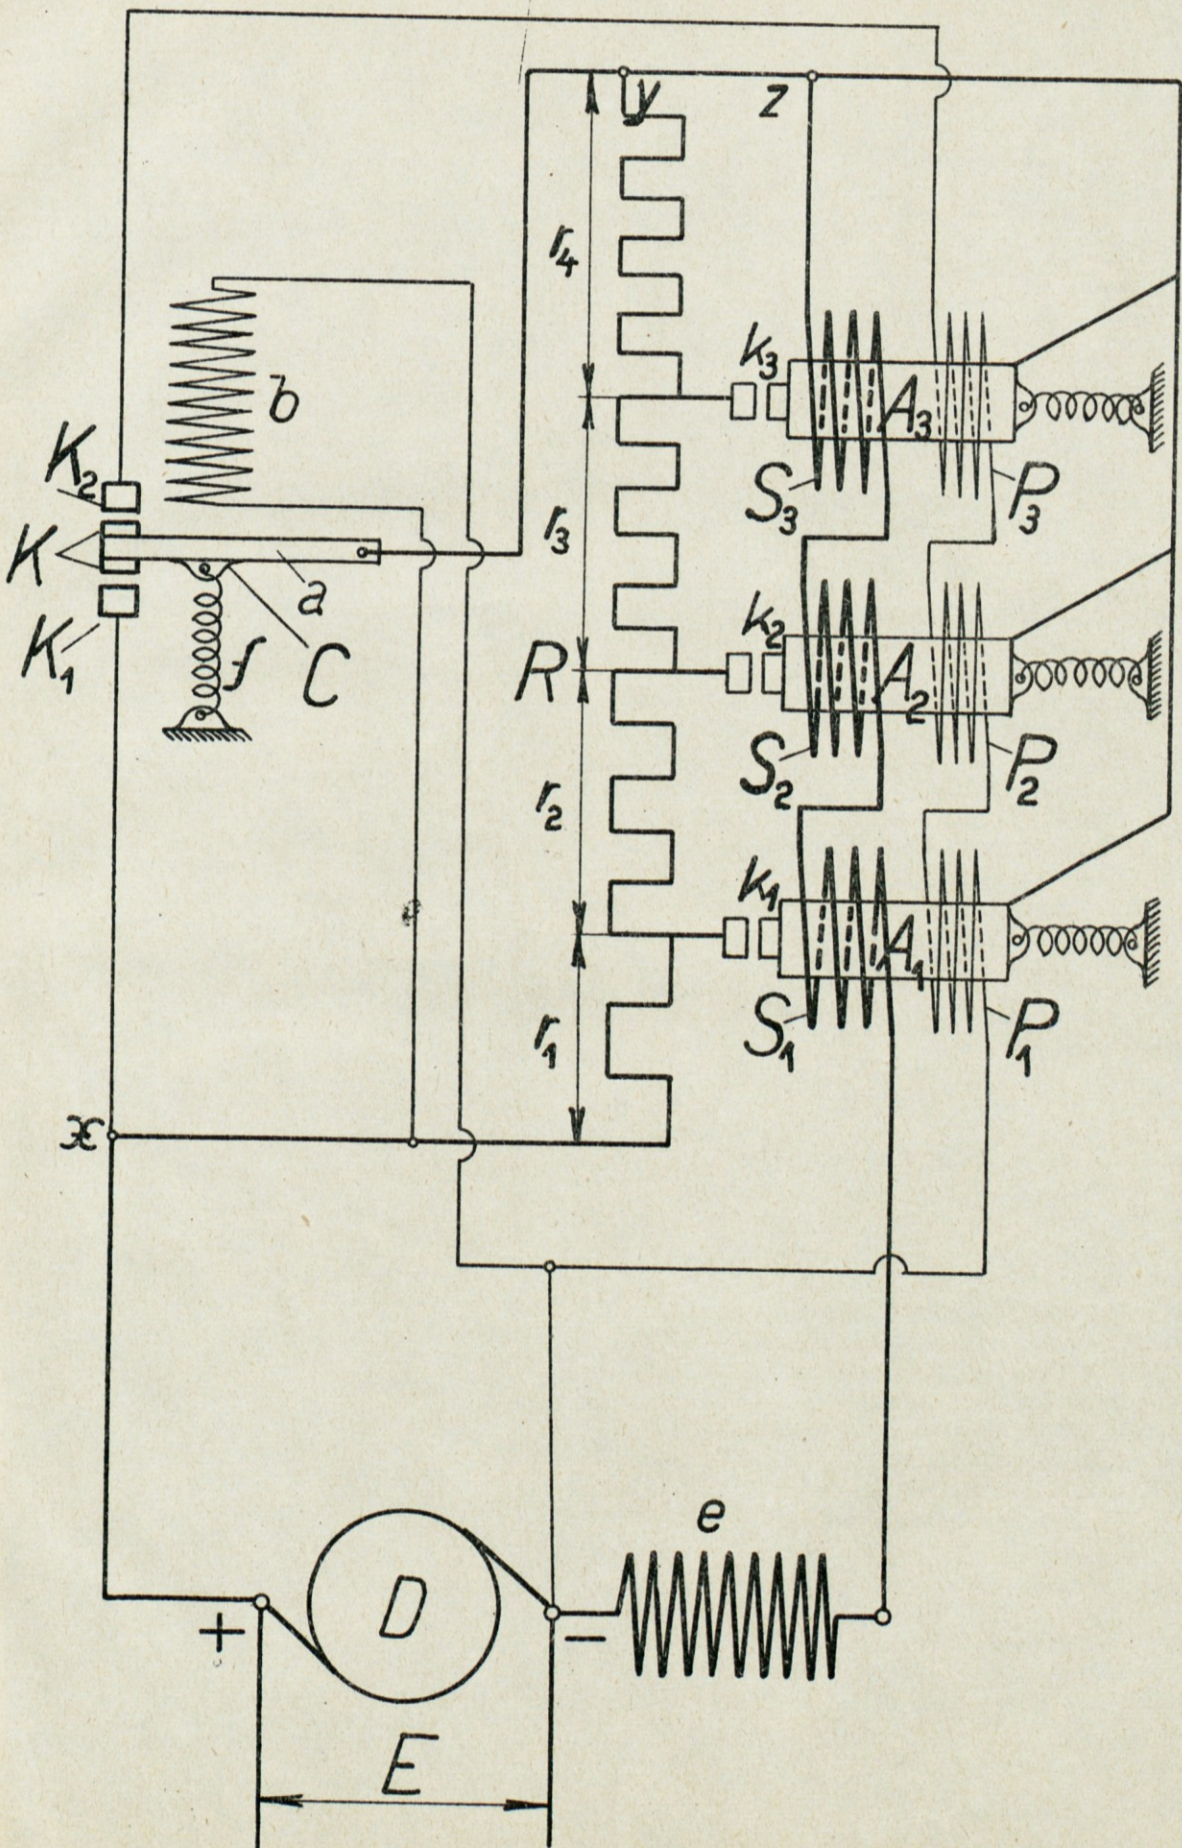 y
z
r₄
k₃
b
A₃
K₂
S₃
P₃
r₃
K
a
k₂
K₁
f
C
R
A₂
S₂
P₂
r₂
k₁
A₁
S₁
P₁
r₁
x
e
D
+
−
E